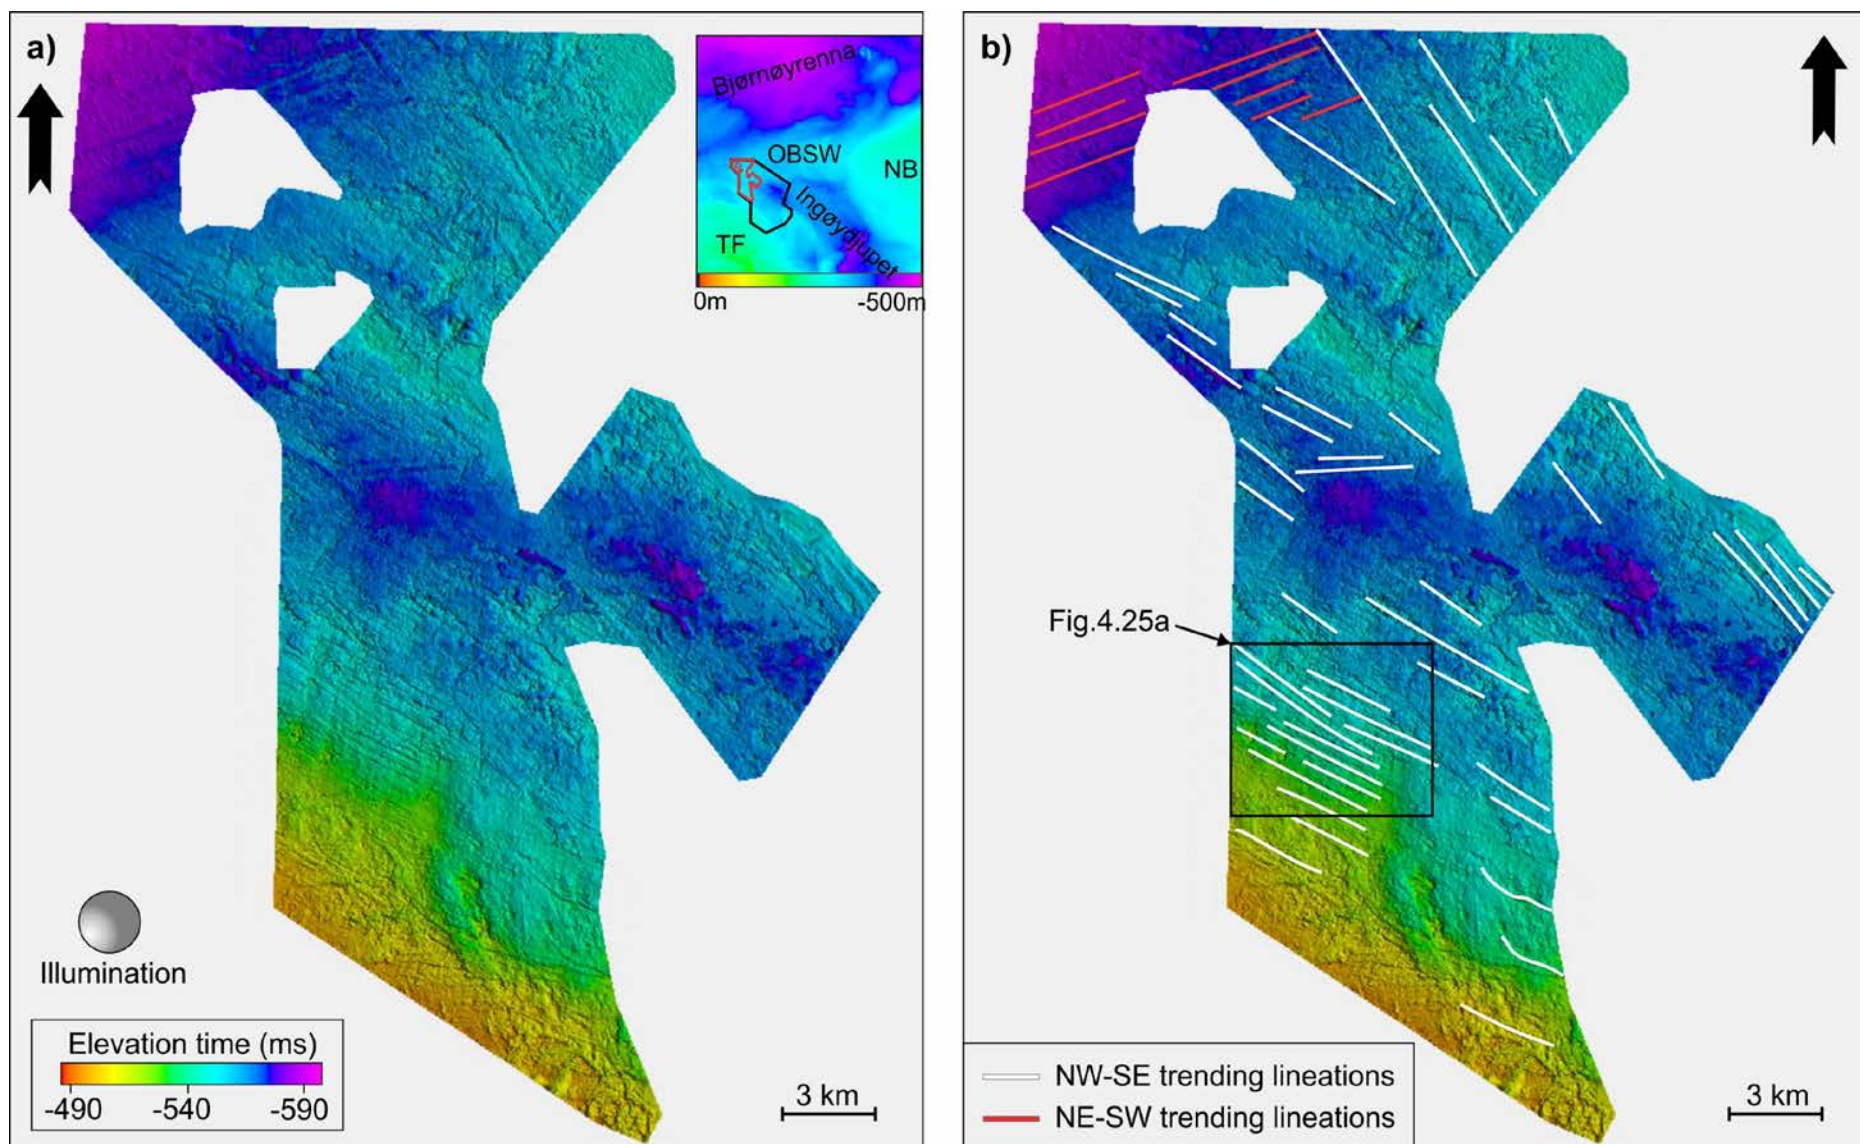 a)
Bjørnøyrenna
OBSW
NB
Ingøydjupet
TF
0m -500m
Illumination
Elevation time (ms)
-490 -540 -590
3 km
b)
Fig.4.25a
NW-SE trending lineations
NE-SW trending lineations
3 km